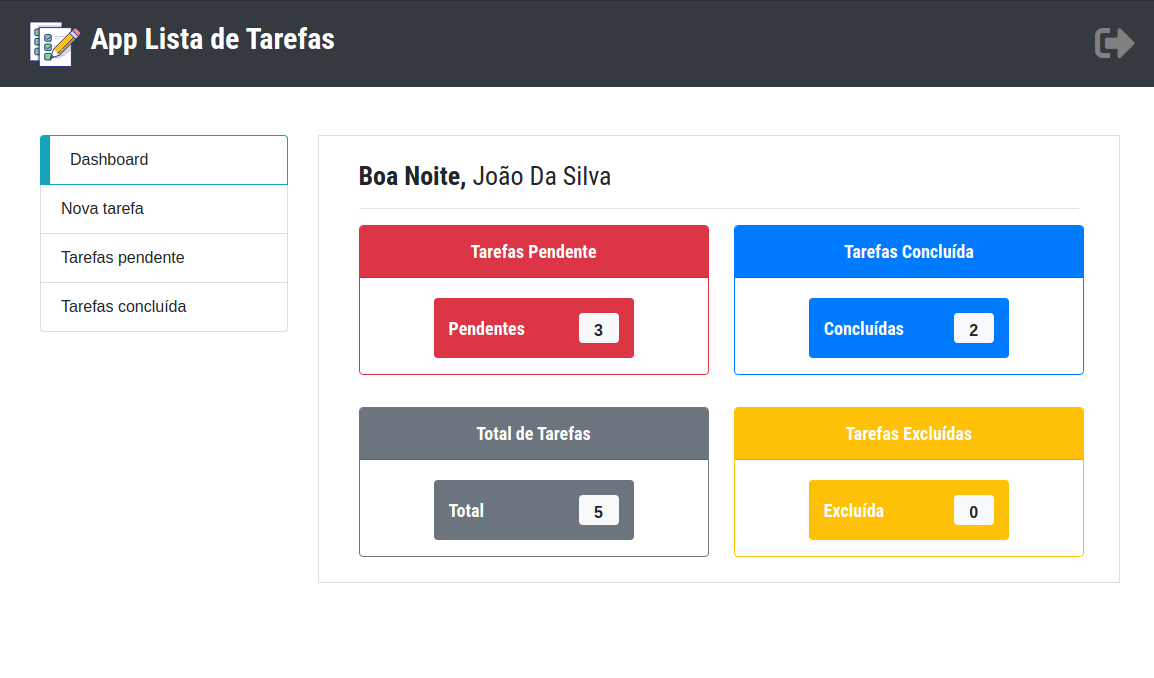 App Lista de Tarefas
Dashboard
Nova tarefa
Tarefas pendente
Tarefas concluída
Boa Noite, João Da Silva
Tarefas Pendente
Pendentes 3
Tarefas Concluída
Concluídas 2
Total de Tarefas
Total 5
Tarefas Excluídas
Excluída 0